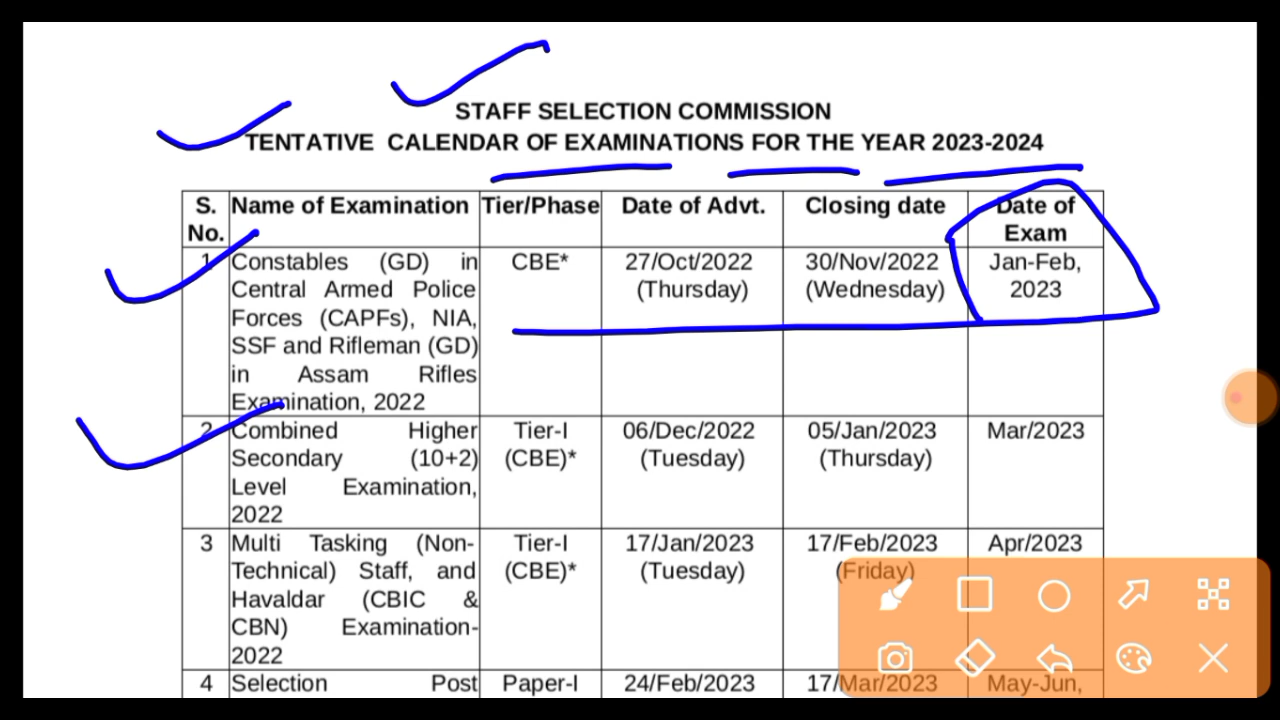 STAFF SELECTION COMMISSION
TENTATIVE CALENDAR OF EXAMINATIONS FOR THE YEAR 2023-2024
S. No. Name of Examination Tier/Phase Date of Advt. Closing date Date of Exam
1 Constables (GD) in CBE* 27/Oct/2022 30/Nov/2022 Jan-Feb,
Central Armed Police (Thursday) (Wednesday) 2023
Forces (CAPFs), NIA,
SSF and Rifleman (GD)
in Assam Rifles
Examination, 2022
2 Combined Higher Tier-I 06/Dec/2022 05/Jan/2023 Mar/2023
Secondary (10+2) (CBE)* (Tuesday) (Thursday)
Level Examination,
2022
3 Multi Tasking (Non- Tier-I 17/Jan/2023 17/Feb/2023 Apr/2023
Technical) Staff, and (CBE)* (Tuesday) (Friday)
Havaldar (CBIC &
CBN) Examination-
2022
4 Selection Post Paper-I 24/Feb/2023 17/Mar/2023 May-Jun,